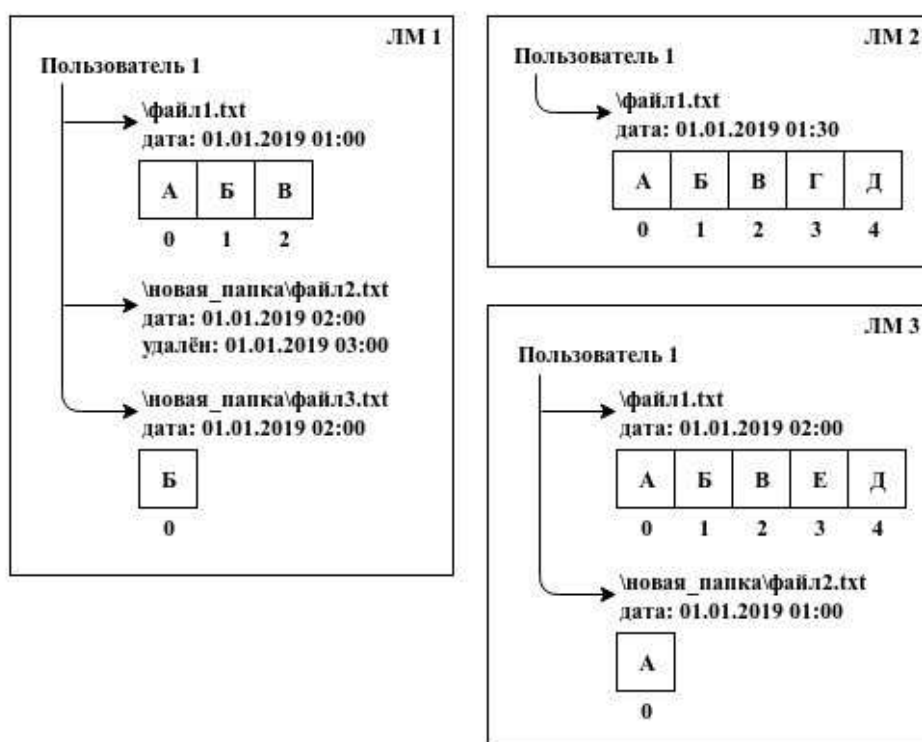 ЛМ 1
Пользователь 1
\файл1.txt
дата: 01.01.2019 01:00
А Б В
0 1 2
\новая_папка\файл2.txt
дата: 01.01.2019 02:00
удалён: 01.01.2019 03:00
\новая_папка\файл3.txt
дата: 01.01.2019 02:00
Б
0
ЛМ 2
Пользователь 1
\файл1.txt
дата: 01.01.2019 01:30
А Б В Г Д
0 1 2 3 4
ЛМ 3
Пользователь 1
\файл1.txt
дата: 01.01.2019 02:00
А Б В Е Д
0 1 2 3 4
\новая_папка\файл2.txt
дата: 01.01.2019 01:00
А
0